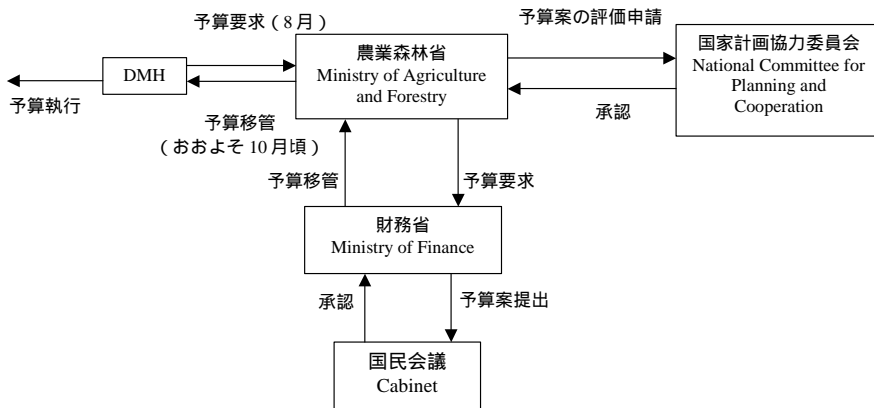 予算要求（8月）
予算案の評価申請
農業森林省
Ministry of Agriculture
and Forestry
国家計画協力委員会
National Committee for
Planning and
Cooperation
DMH
予算執行
承認
予算移管
（おおよそ10月頃）
予算移管
予算要求
財務省
Ministry of Finance
承認
予算案提出
国民会議
Cabinet